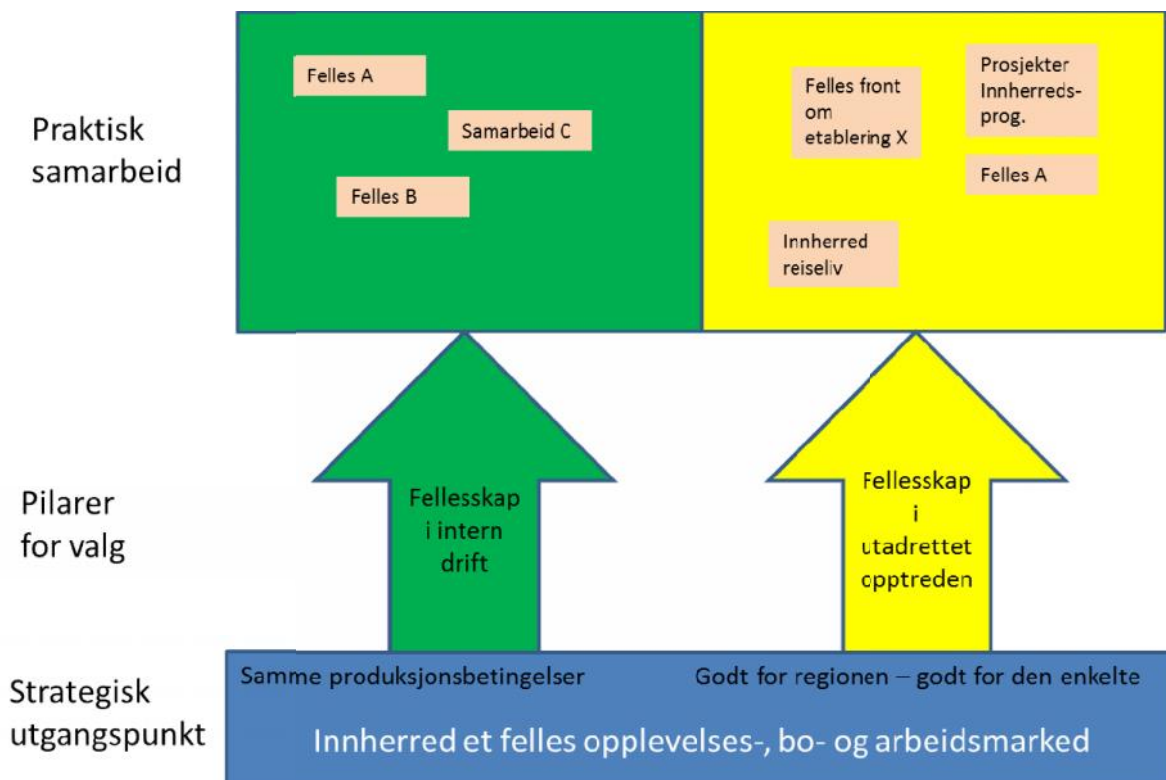 Praktisk
samarbeid
Felles A
Samarbeid C
Felles B
Felles front
om
etablering X
Prosjekter
Innherreds-
prog.
Felles A
Innherred
reiseliv
Pilarer
for valg
Fellesskap
i intern
drift
Fellesskap
i
utadrettet
opptreden
Strategisk
utgangspunkt
Samme produksjonsbetingelser
Godt for regionen – godt for den enkelte
Innherred et felles opplevelses-, bo- og arbeidsmarked